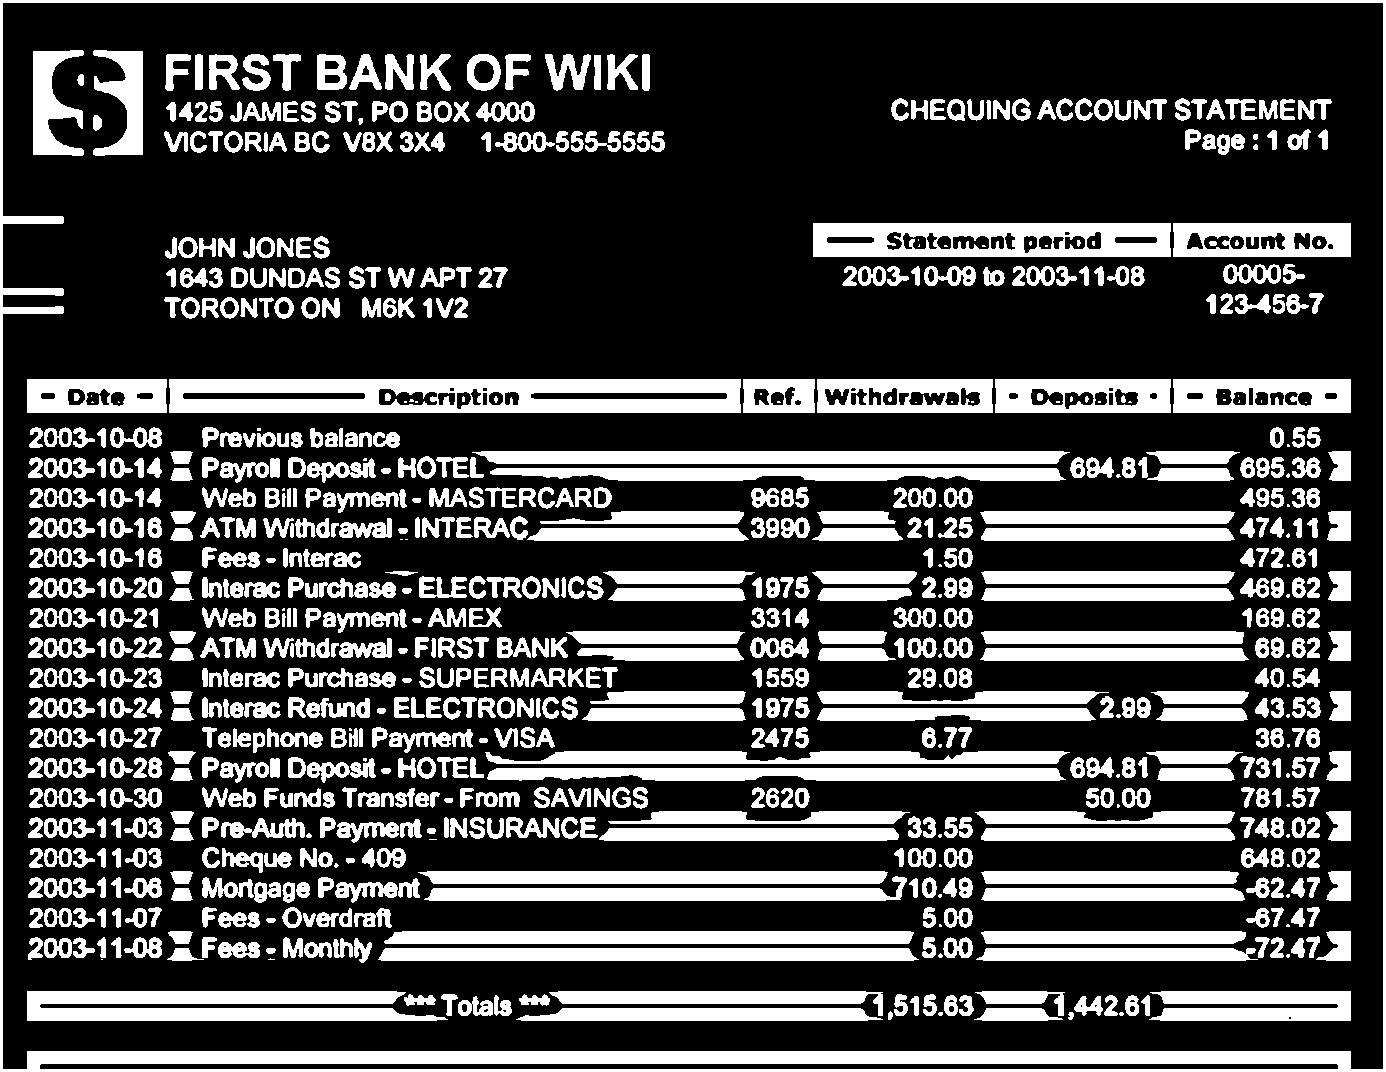 $ FIRST BANK OF WIKI
1425 JAMES ST, PO BOX 4000
VICTORIA BC V8X 3X4 1-800-555-5555
CHEQUING ACCOUNT STATEMENT
Page : 1 of 1
JOHN JONES
1643 DUNDAS ST W APT 27
TORONTO ON M6K 1V2
Statement period Account No.
2003-10-09 to 2003-11-08 00005-
123-456-7
Date Description Ref. Withdrawals Deposits Balance
2003-10-08 Previous balance 0.55
2003-10-14 Payroll Deposit - HOTEL 694.81 695.36
2003-10-14 Web Bill Payment - MASTERCARD 9685 200.00 495.36
2003-10-16 ATM Withdrawal - INTERAC 3990 21.25 474.11
2003-10-16 Fees - Interac 1.50 472.61
2003-10-20 Interac Purchase - ELECTRONICS 1975 2.99 469.62
2003-10-21 Web Bill Payment - AMEX 3314 300.00 169.62
2003-10-22 ATM Withdrawal - FIRST BANK 0064 100.00 69.62
2003-10-23 Interac Purchase - SUPERMARKET 1559 29.08 40.54
2003-10-24 Interac Refund - ELECTRONICS 1975 2.99 43.53
2003-10-27 Telephone Bill Payment - VISA 2475 6.77 36.76
2003-10-28 Payroll Deposit - HOTEL 694.81 731.57
2003-10-30 Web Funds Transfer - From SAVINGS 2620 50.00 781.57
2003-11-03 Pre-Auth. Payment - INSURANCE 33.55 748.02
2003-11-03 Cheque No. - 409 100.00 648.02
2003-11-06 Mortgage Payment 710.49 -62.47
2003-11-07 Fees - Overdraft 5.00 -67.47
2003-11-08 Fees - Monthly 5.00 -72.47
*** Totals *** 1,515.63 1,442.61